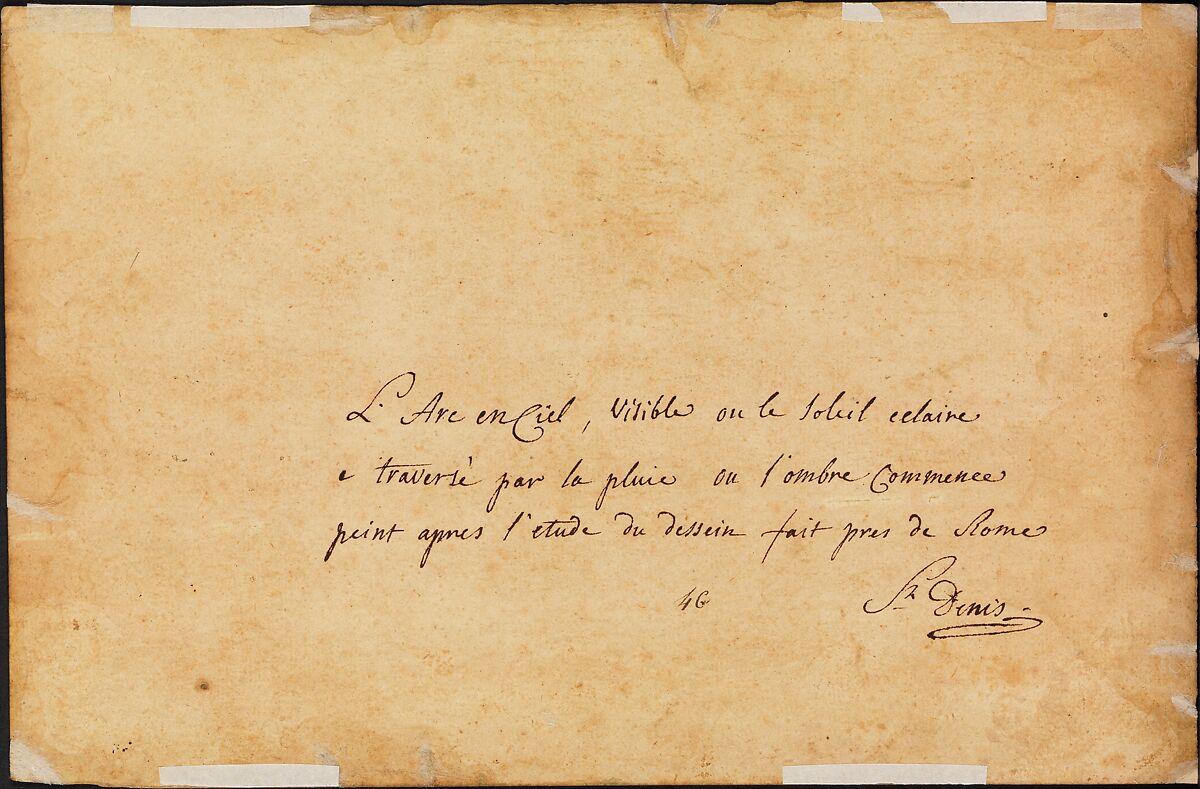 L. Arc en Ciel, visible ou le soleil eclaire
e traversé par la pluie ou l'ombre Commence
peint apres l'etude du dessein fait pres de Rome
46 Sn Denis.